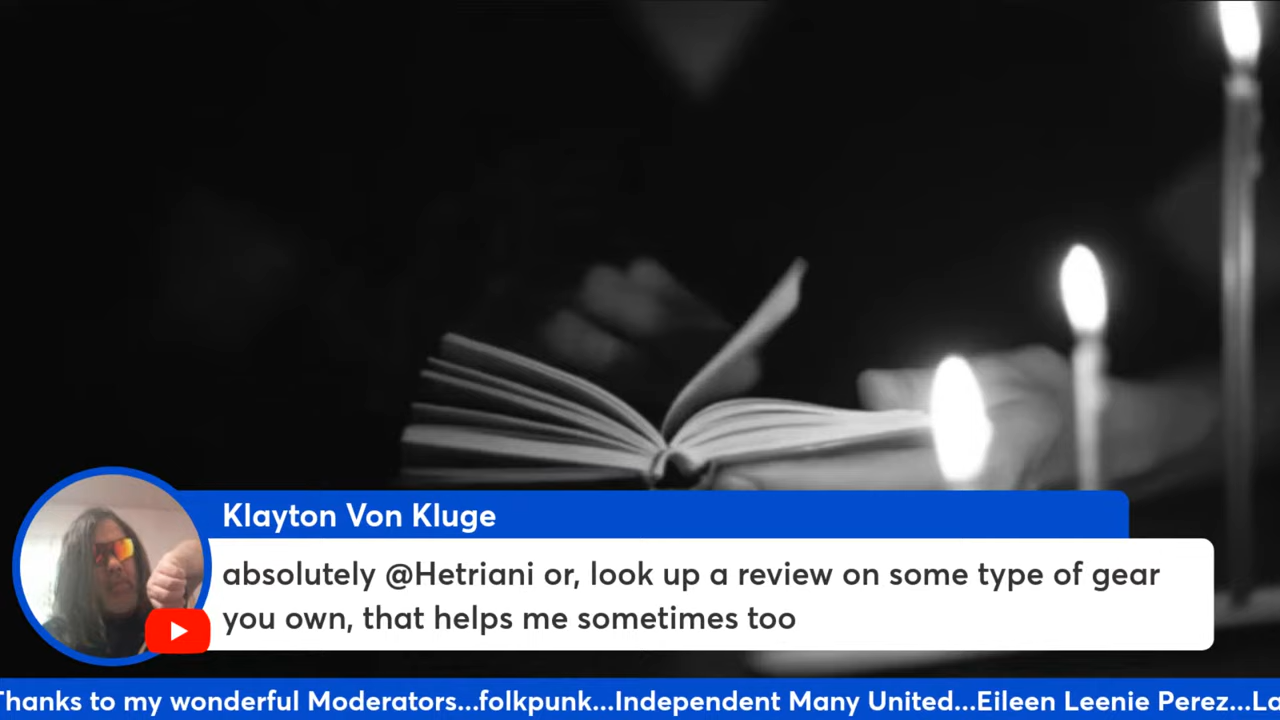 Klayton Von Kluge
absolutely @Hetriani or, look up a review on some type of gear
you own, that helps me sometimes too
Thanks to my wonderful Moderators...folkpunk...Independent Many United...Eileen Leenie Perez...